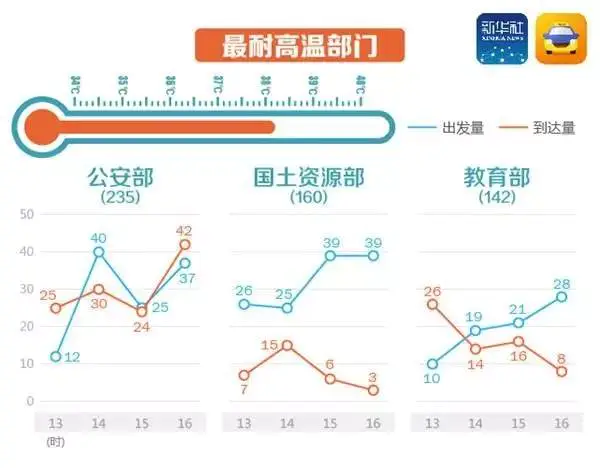 最耐高温部门
新华社
XINHUA NEWS
34℃ 35℃ 36℃ 37℃ 38℃ 39℃ 40℃
出发量 到达量
公安部 国土资源部 教育部
(235) (160) (142)
50
40
30
20
10
0
25 12 40 30 25 24 42 37
26 7 25 15 39 6 39 3
26 10 19 14 21 16 28 8
13 14 15 16 13 14 15 16 13 14 15 16
(时)